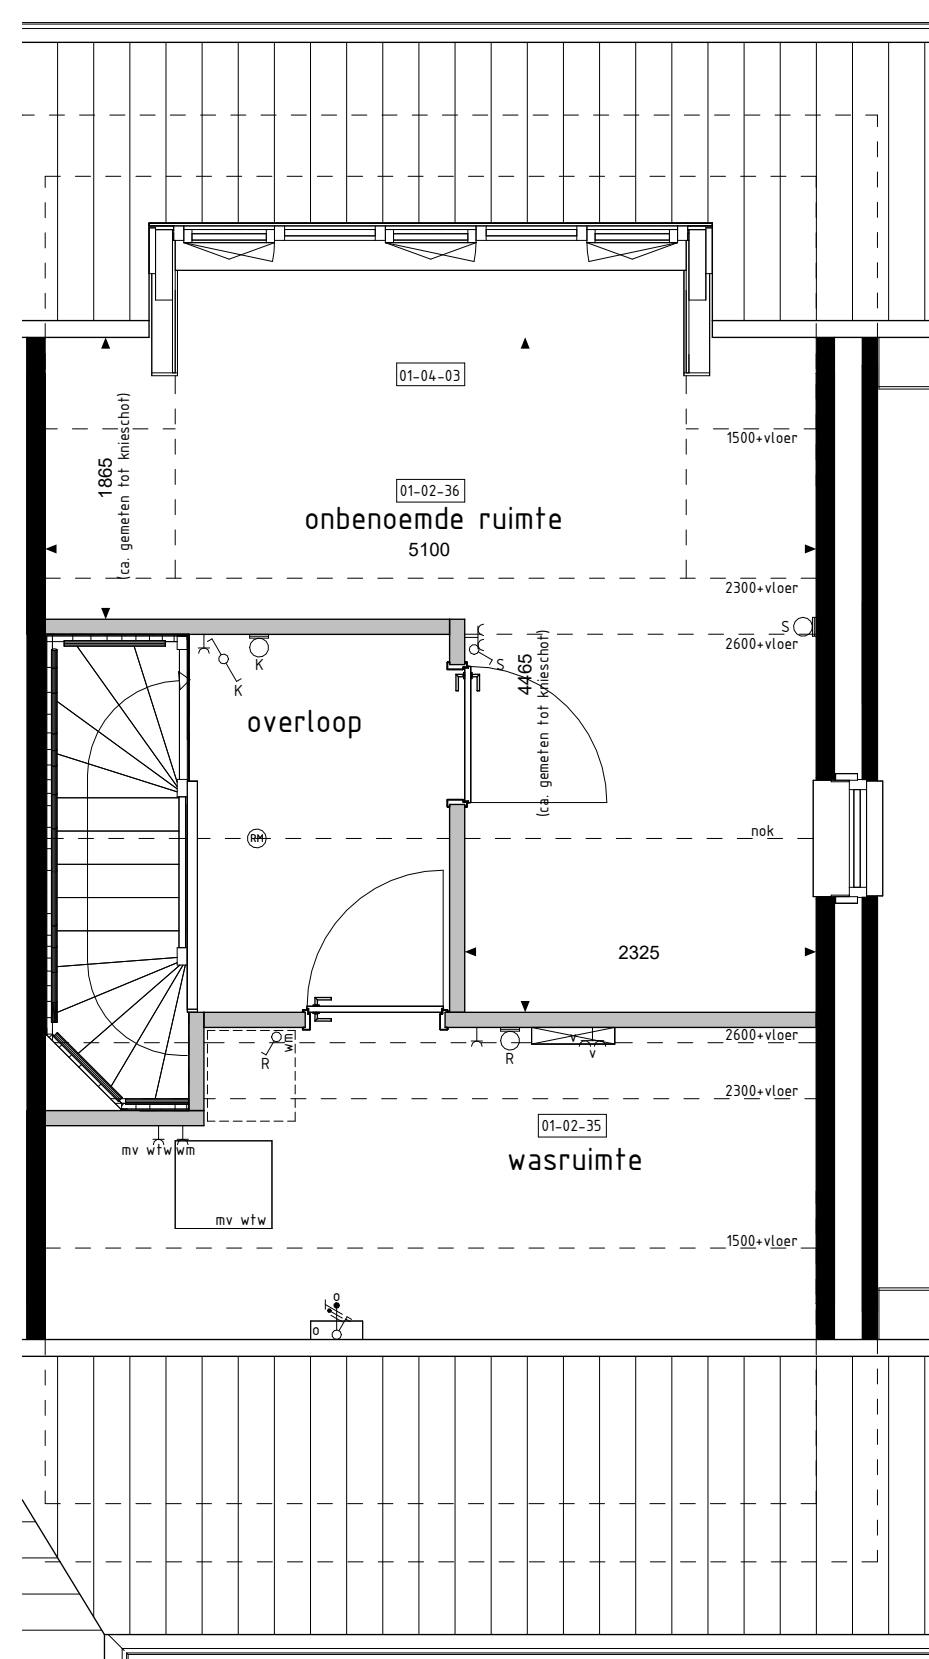 01-04-03
1500+vloer
1865
(ca. gemeten tot knieschot)
01-02-36
onbenoemde ruimte
5100
2300+vloer
S
2600+vloer
K
K
S
4465
(ca. gemeten tot knieschot)
overloop
RM
nok
2325
R
wm
R
v
v
2600+vloer
2300+vloer
01-02-35
mv wtw wm
wasruimte
mv wtw
1500+vloer
o
o